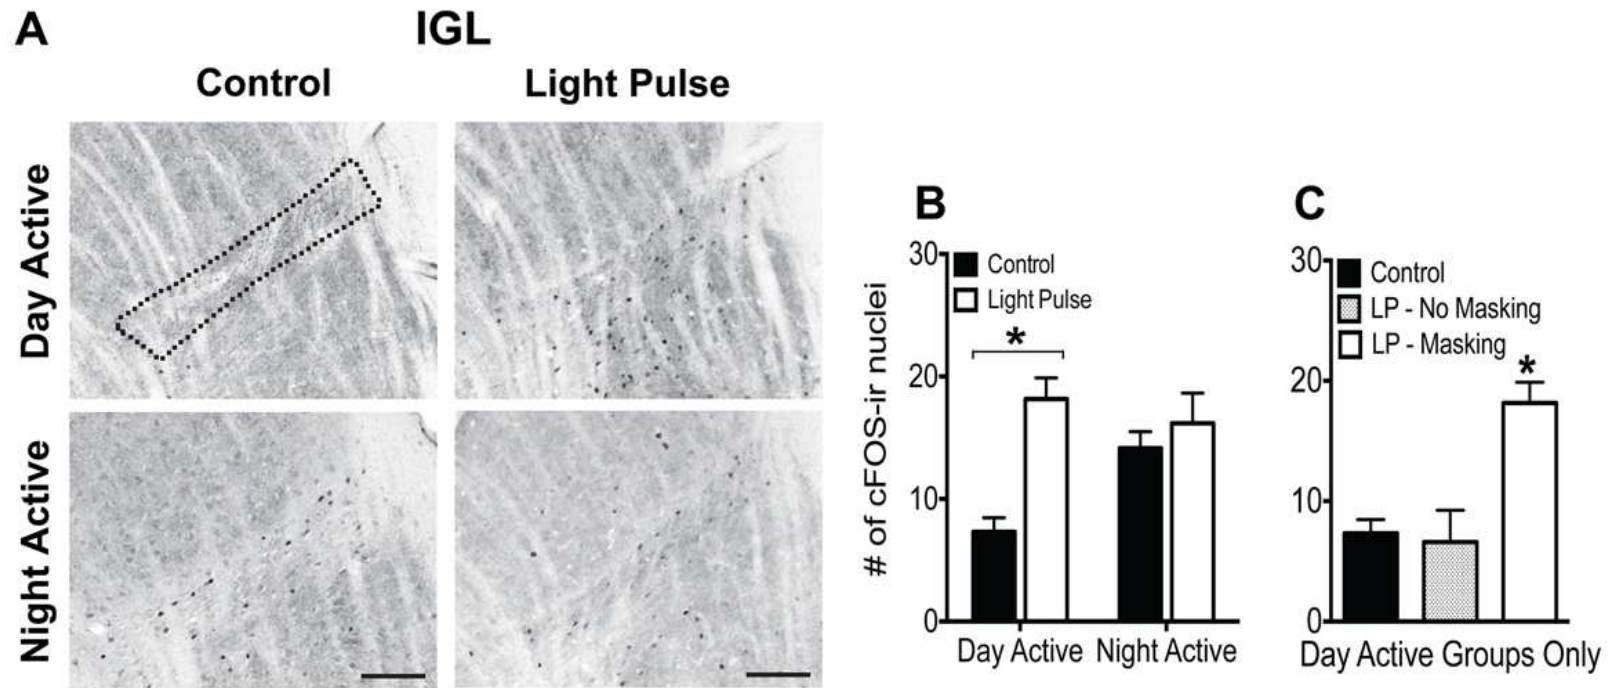 A
IGL
Control
Light Pulse
Day Active
Night Active
B
# of cFOS-ir nuclei
30
20
10
0
Control
Light Pulse
*
Day Active
Night Active
C
30
20
10
0
Control
LP - No Masking
LP - Masking
*
Day Active Groups Only